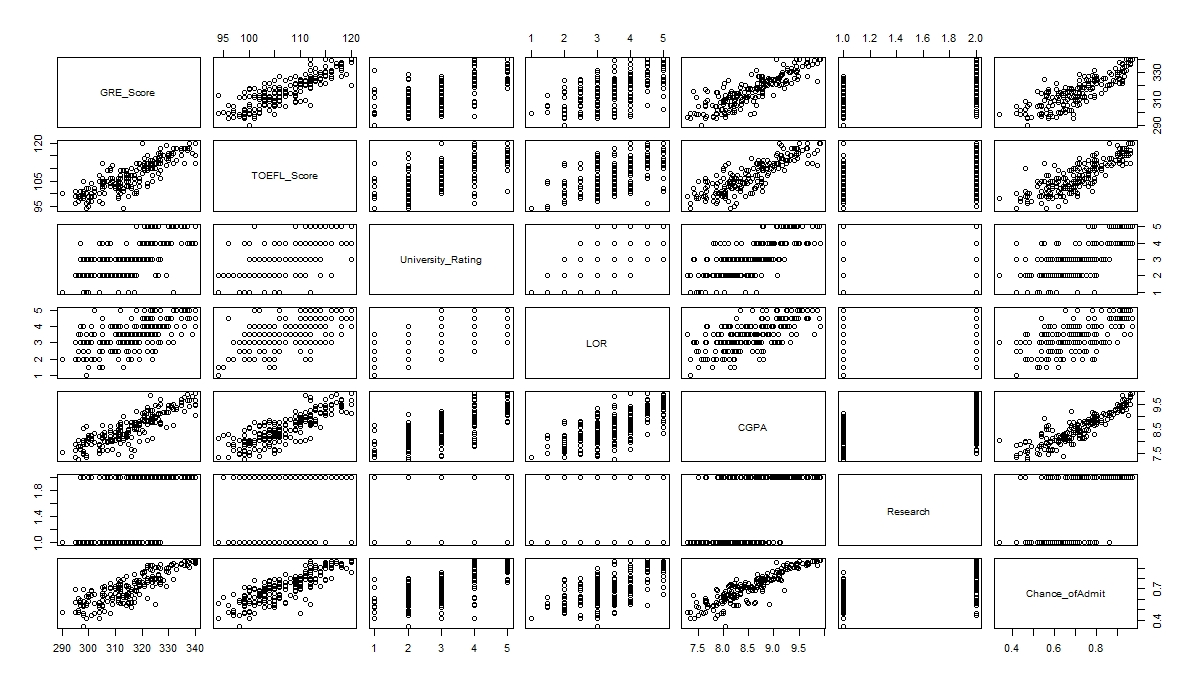 95 100 110 120 1 2 3 4 5 1.0 1.2 1.4 1.6 1.8 2.0
GRE_Score
290 310 330
95 105 120
TOEFL_Score
University_Rating
1 2 3 4 5
1 2 3 4 5
LOR
CGPA
7.5 8.5 9.5
1.0 1.4 1.8
Research
Chance_ofAdmit
0.4 0.7
290 300 310 320 330 340 1 2 3 4 5 7.5 8.0 8.5 9.0 9.5 0.4 0.6 0.8